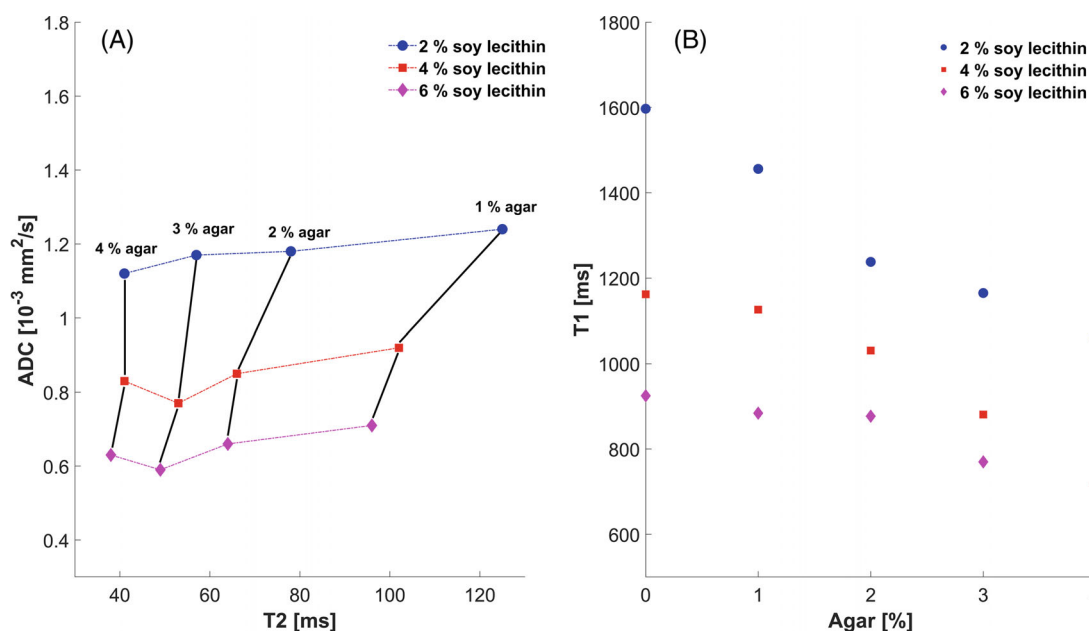 (A)
2 % soy lecithin
4 % soy lecithin
6 % soy lecithin
1.8
1.6
1.4
1.2
1
0.8
0.6
0.4
ADC [10⁻³ mm²/s]
4 % agar
3 % agar
2 % agar
1 % agar
40
60
80
100
120
T2 [ms]
(B)
2 % soy lecithin
4 % soy lecithin
6 % soy lecithin
1800
1600
1400
1200
1000
800
600
T1 [ms]
0
1
2
3
Agar [%]